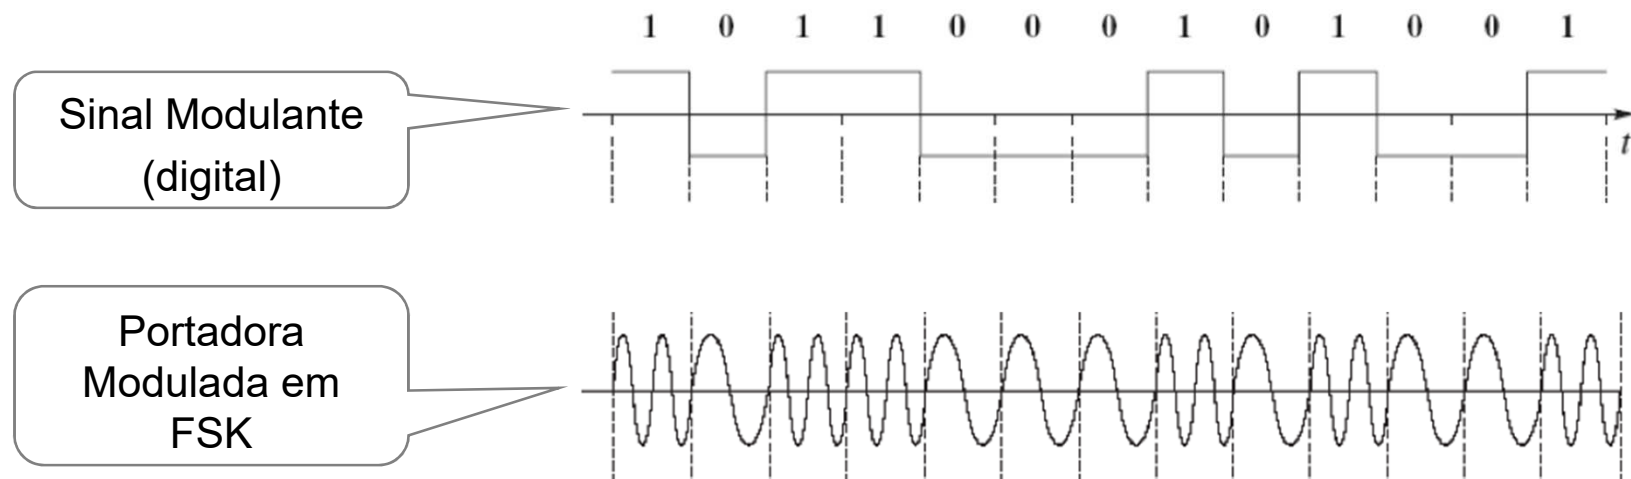 1 0 1 1 0 0 0 1 0 1 0 0 1
Sinal Modulante
(digital)
t
Portadora
Modulada em
FSK